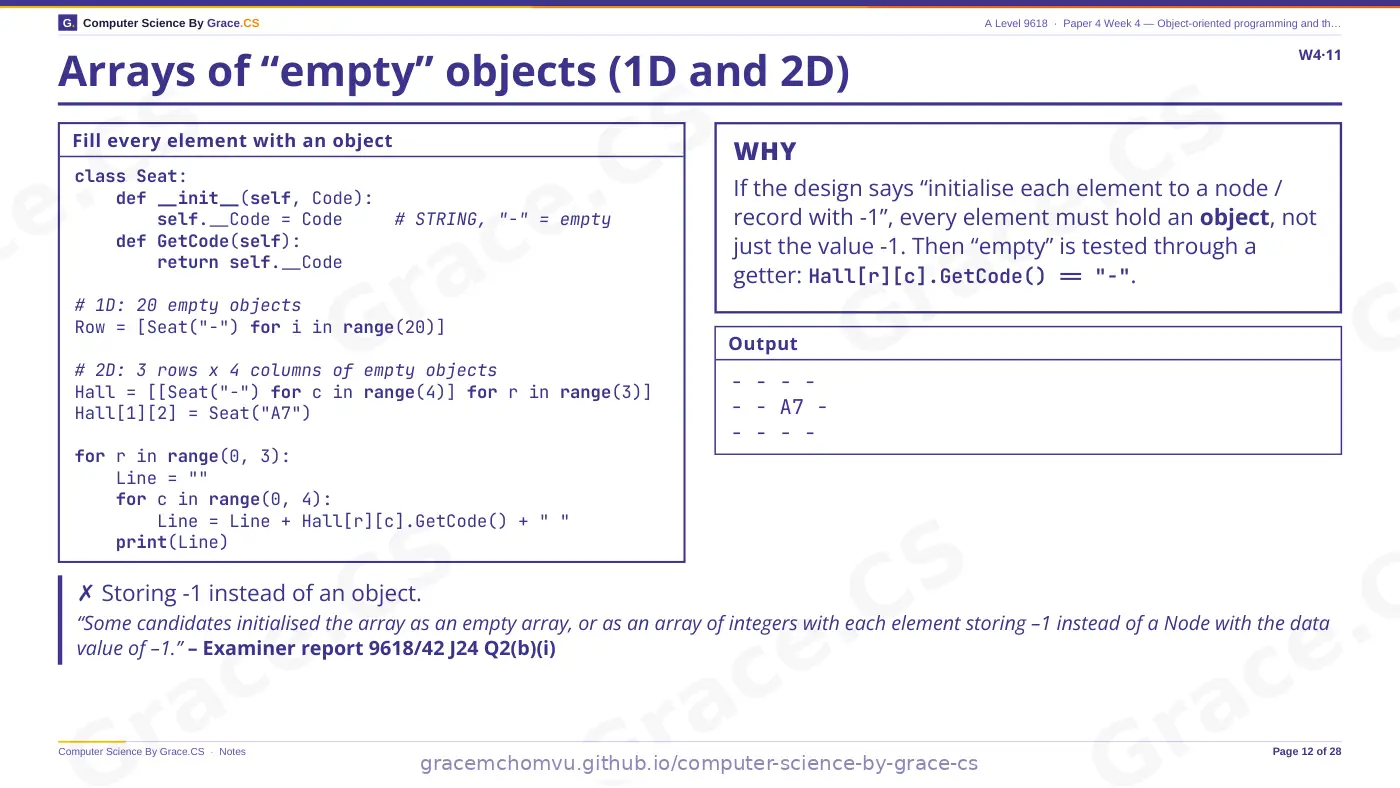 G. Computer Science By Grace.CS
A Level 9618 · Paper 4 Week 4 — Object-oriented programming and th…
W4·11
Arrays of “empty” objects (1D and 2D)
Fill every element with an object
class Seat:
    def __init__(self, Code):
        self.__Code = Code     # STRING, "-" = empty
    def GetCode(self):
        return self.__Code
# 1D: 20 empty objects
Row = [Seat("-") for i in range(20)]
# 2D: 3 rows x 4 columns of empty objects
Hall = [[Seat("-") for c in range(4)] for r in range(3)]
Hall[1][2] = Seat("A7")
for r in range(0, 3):
    Line = ""
    for c in range(0, 4):
        Line = Line + Hall[r][c].GetCode() + " "
    print(Line)
WHY
If the design says “initialise each element to a node /
record with -1”, every element must hold an object, not
just the value -1. Then “empty” is tested through a
getter: Hall[r][c].GetCode() == "-".
Output
- - - -
- - A7 -
- - - -
✗ Storing -1 instead of an object.
“Some candidates initialised the array as an empty array, or as an array of integers with each element storing –1 instead of a Node with the data
value of –1.” – Examiner report 9618/42 J24 Q2(b)(i)
Computer Science By Grace.CS · Notes
Page 12 of 28
gracemchomvu.github.io/computer-science-by-grace-cs